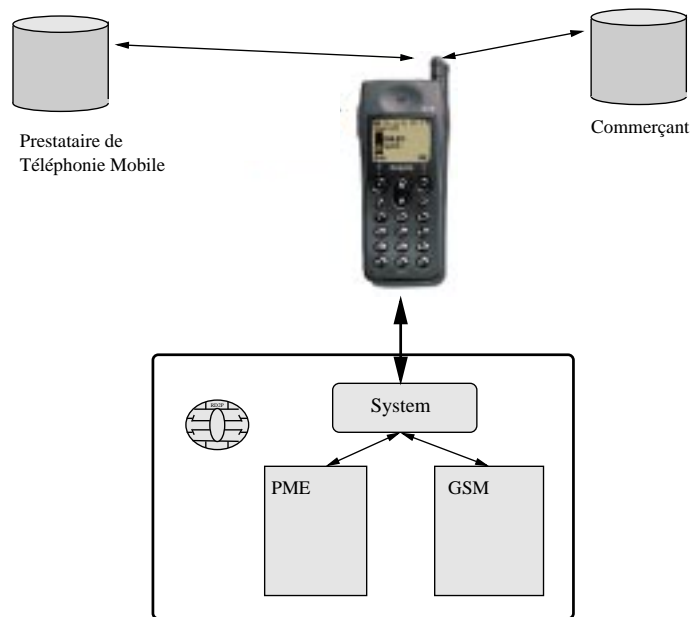 Prestataire de
Téléphonie Mobile
Commerçant
System
PME
GSM